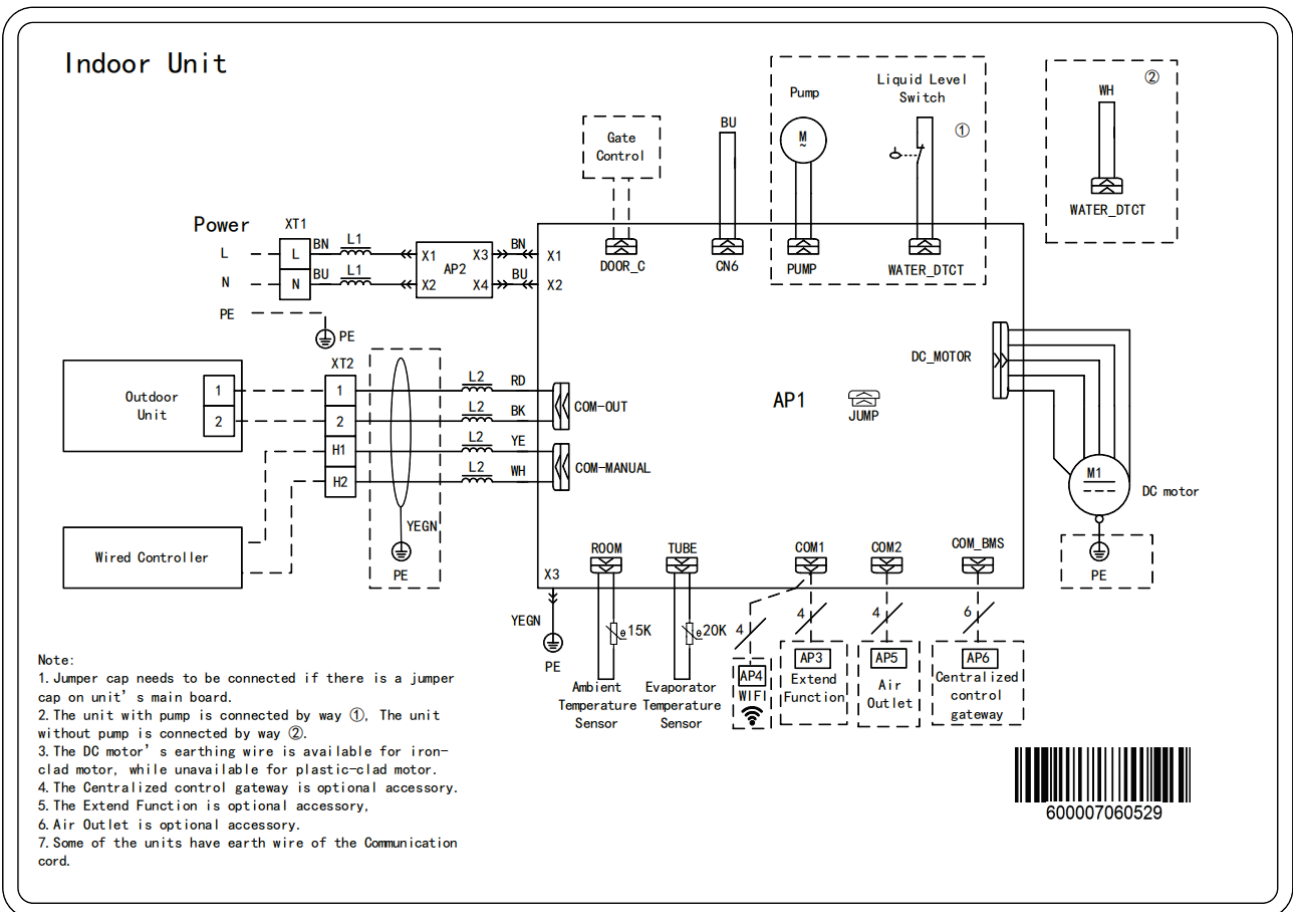 Indoor Unit
Pump
Liquid Level
Switch
①
WH
②
WATER_DTCT
Gate
Control
BU
M
~
DOOR_C
CN6
PUMP
WATER_DTCT
Power
XT1
L
L
BN
L1
X1
X3
BN
X1
AP2
N
N
BU
L1
X2
X4
BU
X2
PE
PE
XT2
Outdoor
Unit
1
2
1
2
H1
H2
L2
RD
L2
BK
L2
YE
L2
WH
COM-OUT
COM-MANUAL
YEGN
PE
Wired Controller
DC_MOTOR
AP1
JUMP
M1
DC motor
PE
ROOM
TUBE
COM1
COM2
COM_BMS
X3
YEGN
PE
θ15K
θ20K
4
4
4
6
Ambient
Temperature
Sensor
Evaporator
Temperature
Sensor
AP4
WIFI
AP3
Extend
Function
AP5
Air
Outlet
AP6
Centralized
control
gateway
Note:
1. Jumper cap needs to be connected if there is a jumper
cap on unit's main board.
2. The unit with pump is connected by way ①, The unit
without pump is connected by way ②.
3. The DC motor's earthing wire is available for iron-
clad motor, while unavailable for plastic-clad motor.
4. The Centralized control gateway is optional accessory.
5. The Extend Function is optional accessory,
6. Air Outlet is optional accessory.
7. Some of the units have earth wire of the Communication
cord.
600007060529